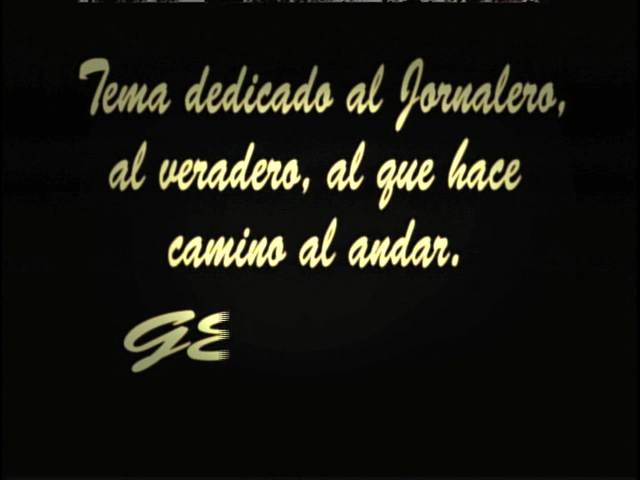 Tema dedicado al Jornalero,
al veradero, al que hace
camino al andar.
GE